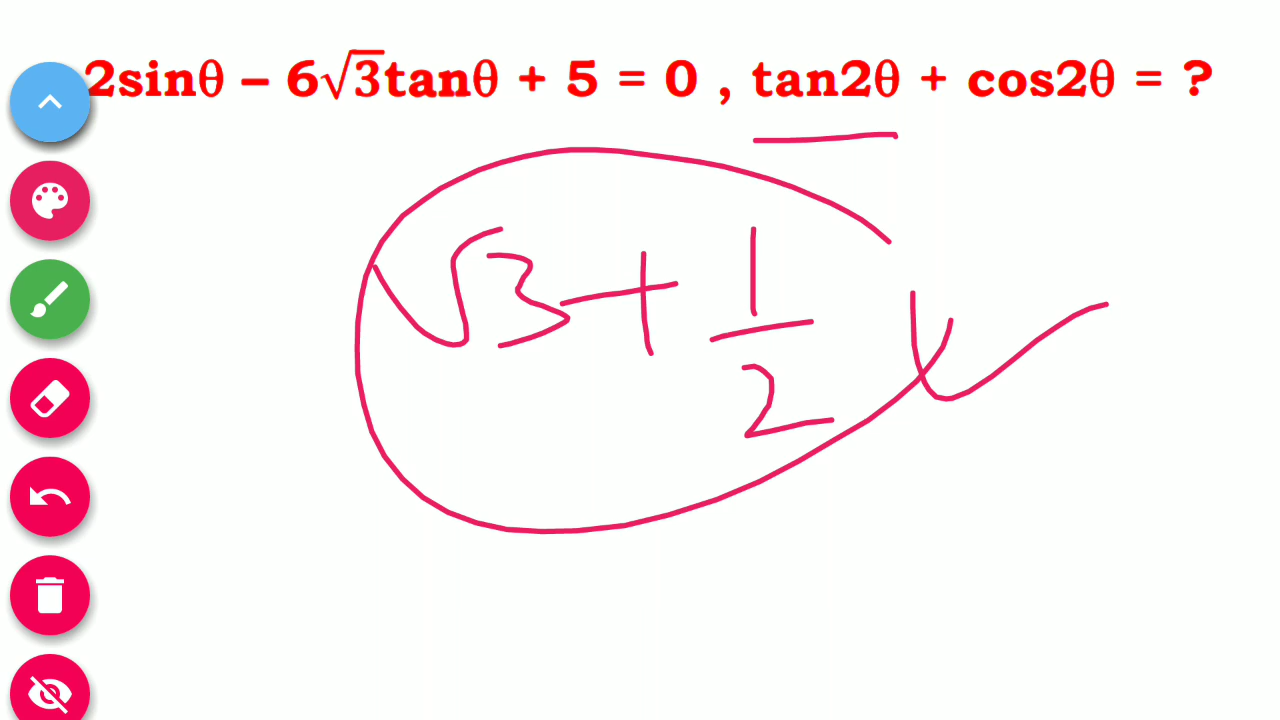 2sinθ – 6√3tanθ + 5 = 0 , tan2θ + cos2θ = ?
√3 + 1/2